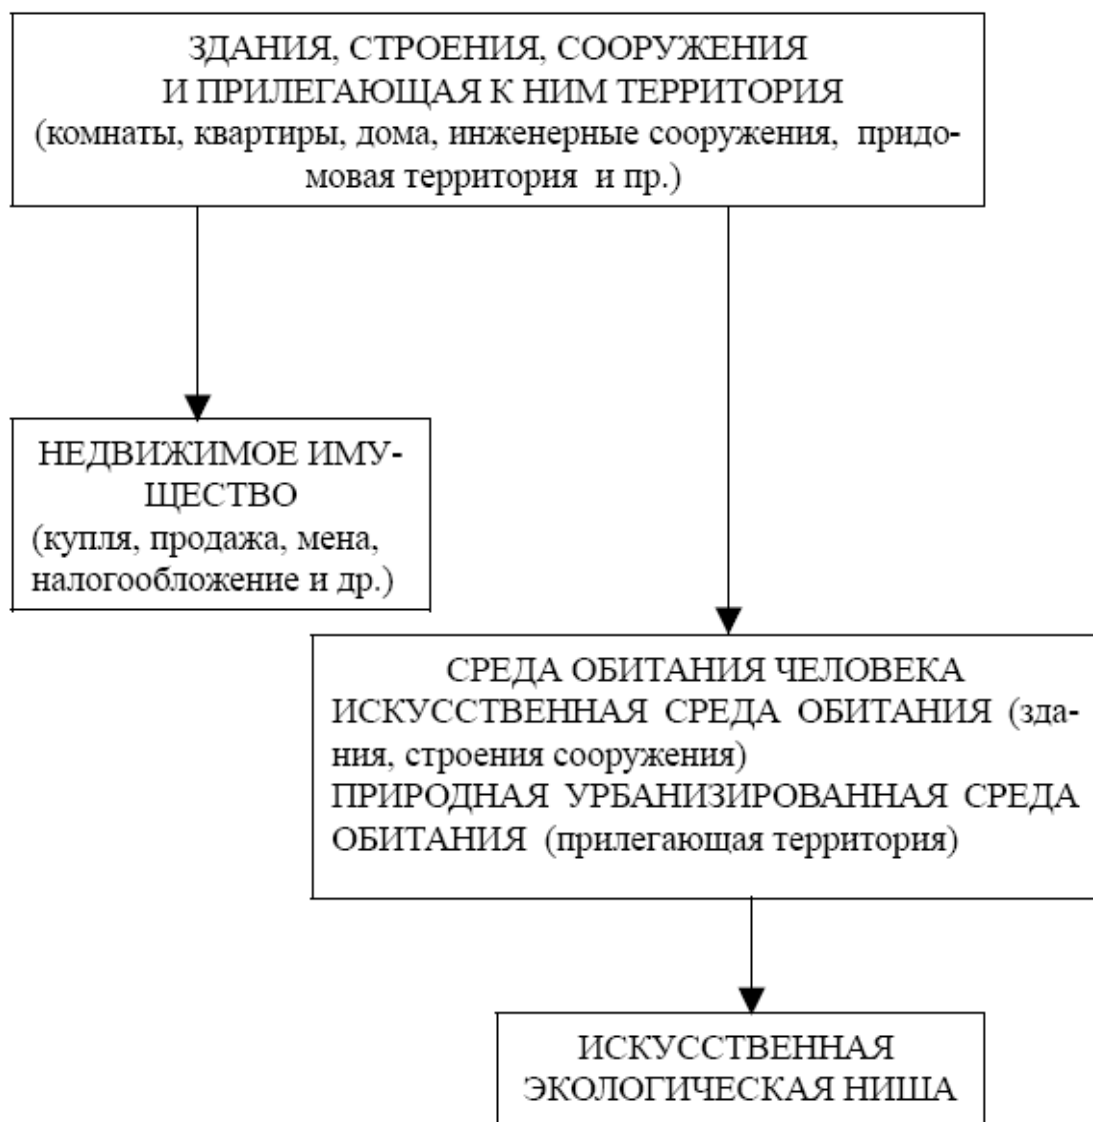 ЗДАНИЯ, СТРОЕНИЯ, СООРУЖЕНИЯ
И ПРИЛЕГАЮЩАЯ К НИМ ТЕРРИТОРИЯ
(комнаты, квартиры, дома, инженерные сооружения, придо-
мовая территория и пр.)
НЕДВИЖИМОЕ ИМУ-
ЩЕСТВО
(купля, продажа, мена,
налогообложение и др.)
СРЕДА ОБИТАНИЯ ЧЕЛОВЕКА
ИСКУССТВЕННАЯ СРЕДА ОБИТАНИЯ (зда-
ния, строения сооружения)
ПРИРОДНАЯ УРБАНИЗИРОВАННАЯ СРЕДА
ОБИТАНИЯ (прилегающая территория)
ИСКУССТВЕННАЯ
ЭКОЛОГИЧЕСКАЯ НИША